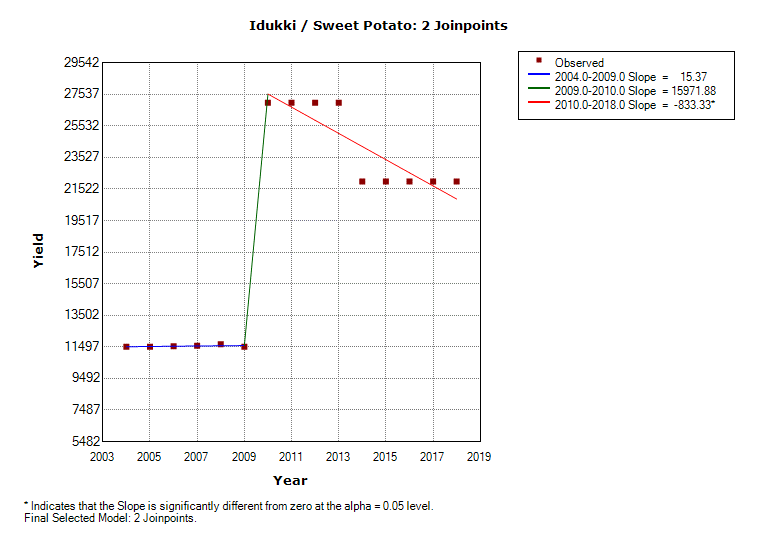 Idukki / Sweet Potato: 2 Joinpoints
Observed
2004.0-2009.0 Slope = 15.37
2009.0-2010.0 Slope = 15971.88
2010.0-2018.0 Slope = -833.33*
29542
27537
25532
23527
21522
19517
17512
15507
13502
11497
9492
7487
5482
Yield
2003 2005 2007 2009 2011 2013 2015 2017 2019
Year
* Indicates that the Slope is significantly different from zero at the alpha = 0.05 level.
Final Selected Model: 2 Joinpoints.